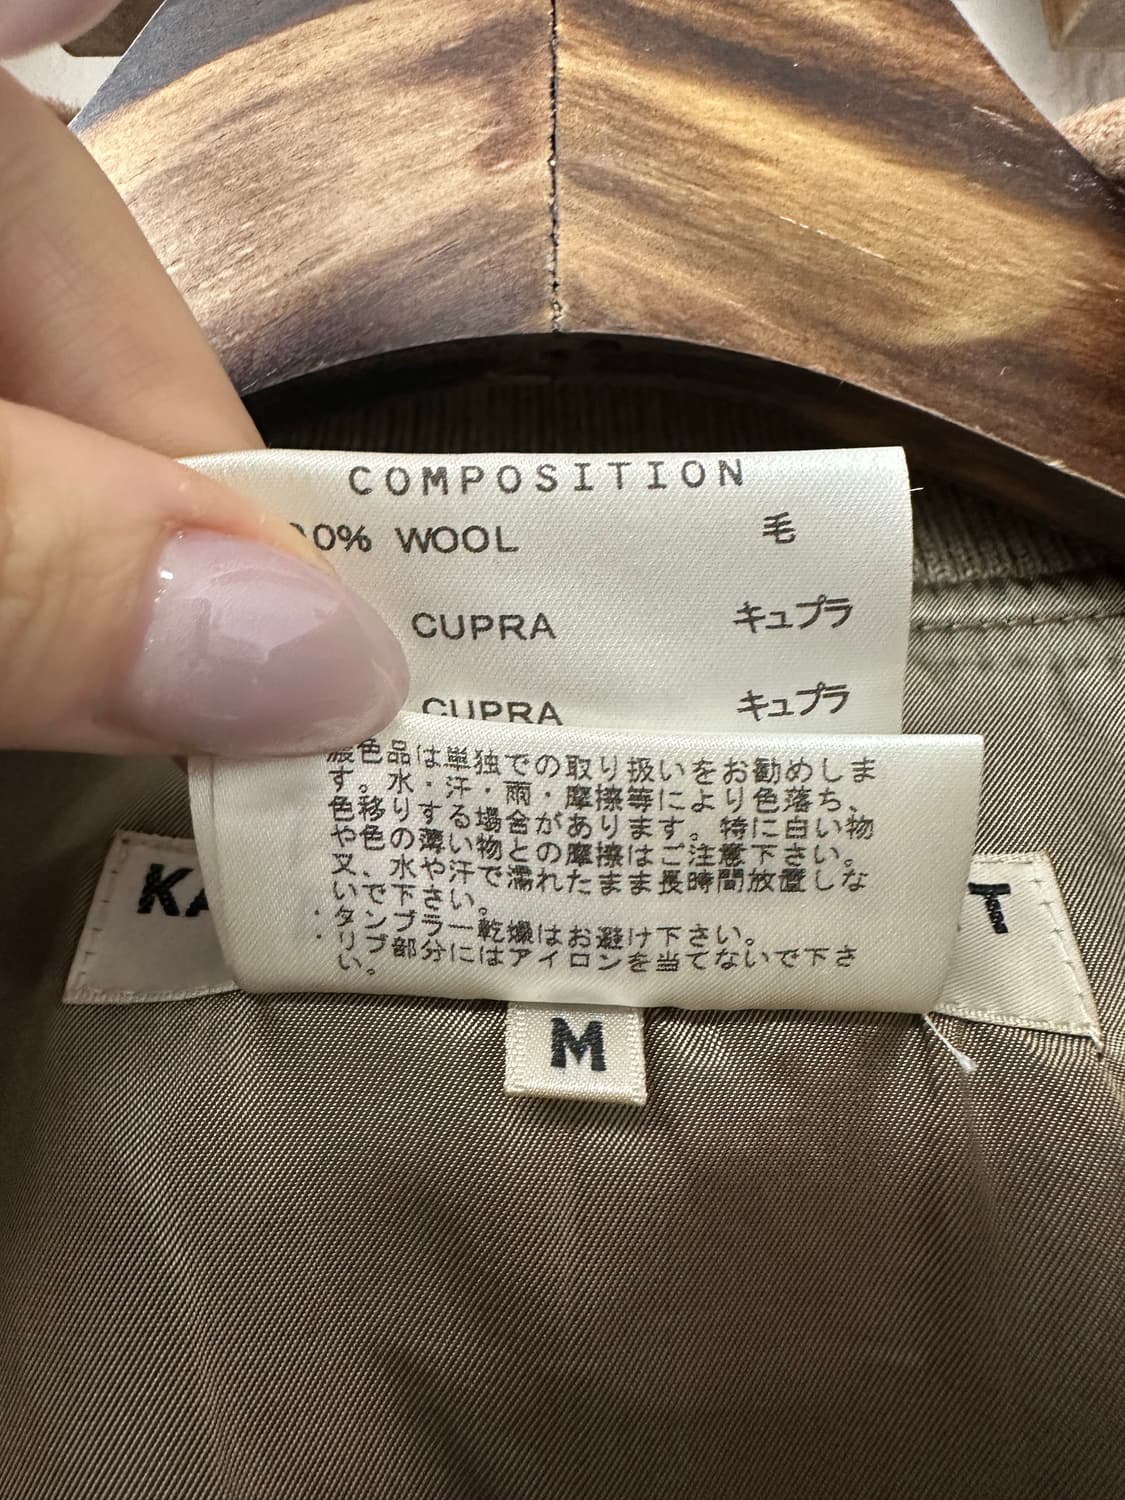 COMPOSITION
00% WOOL 毛
CUPRA キュプラ
CUPRA キュプラ
濃色品は単独での取り扱いをお勧めしま
す。水・汗・雨・摩擦等により色落ち、
色移りする場合があります。特に白い物
や色の薄い物との摩擦はご注意下さい。
又、水や汗で濡れたまま長時間放置しな
いで下さい。
・タンブラー乾燥はお避け下さい。
・リブ部分にはアイロンを当てないで下さ
い。
KA T
M